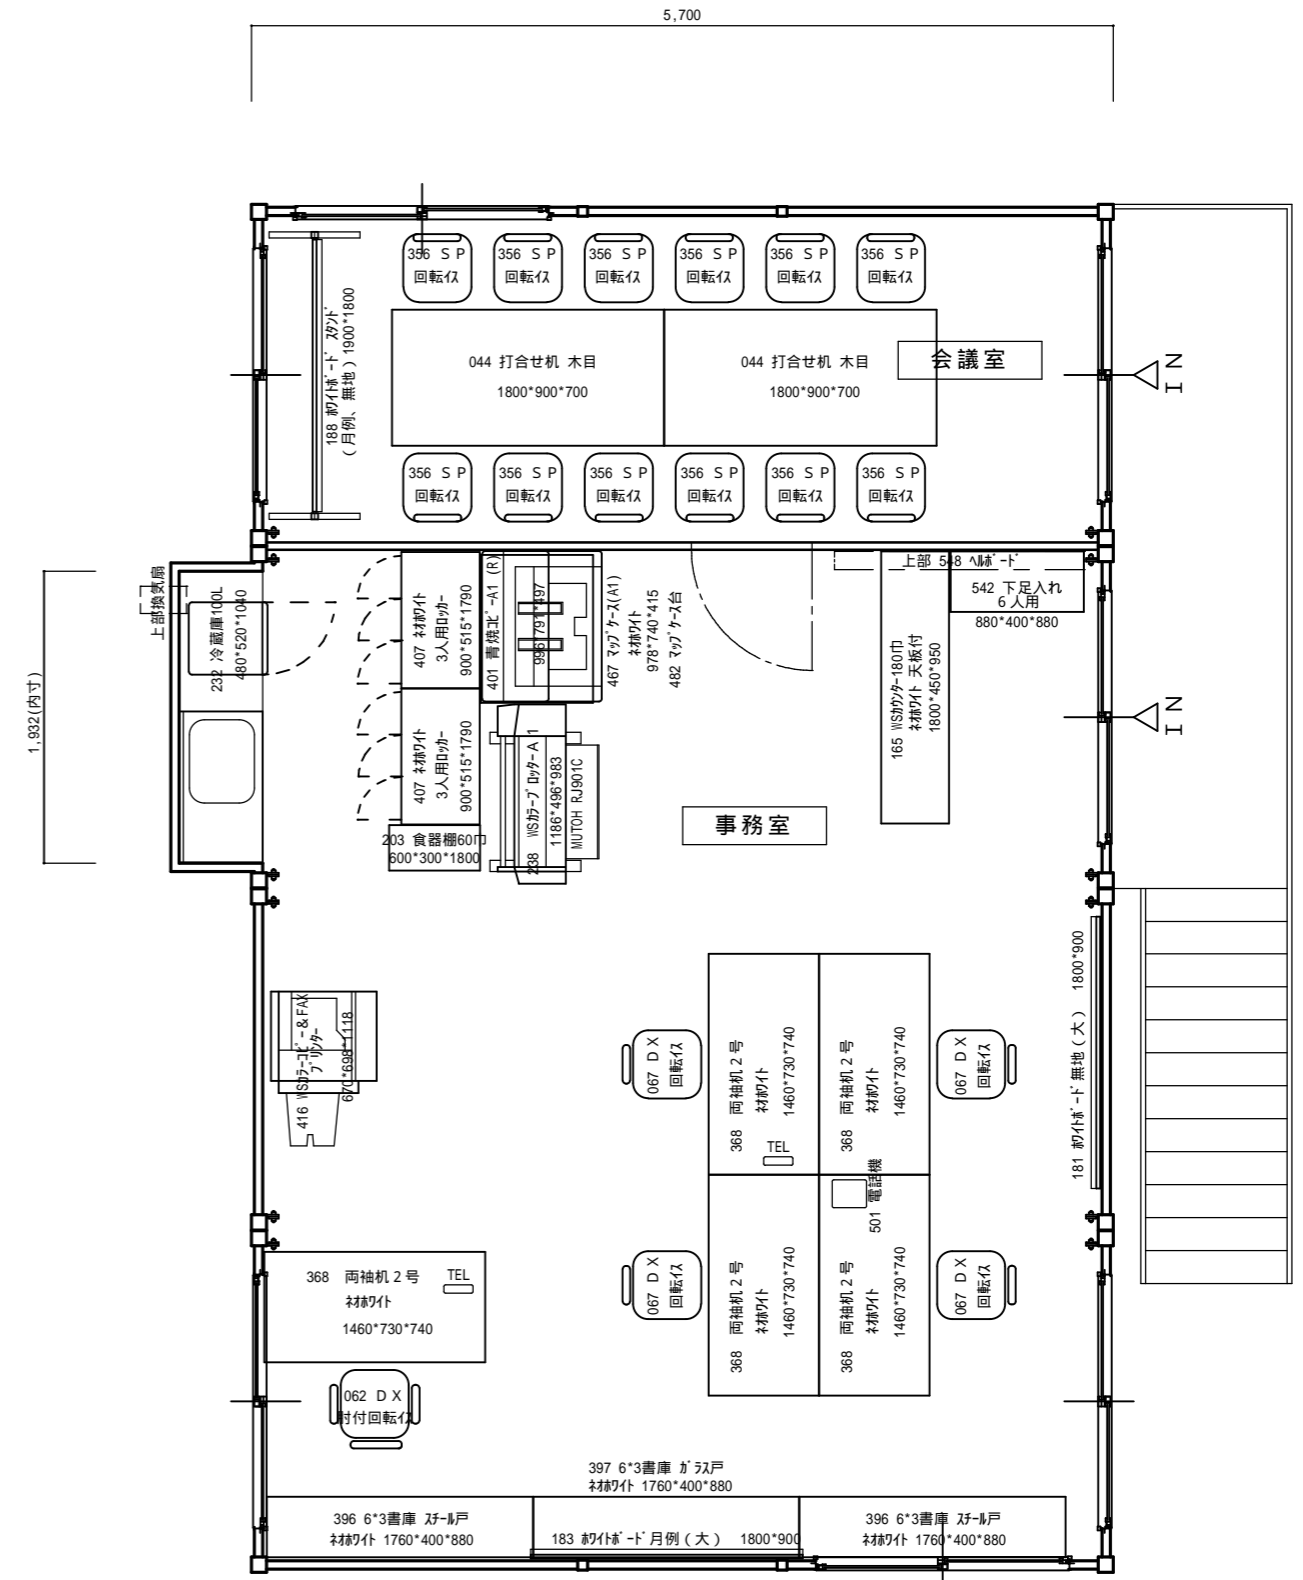 5,700
356 ＳＰ
回転ｲｽ
356 ＳＰ
回転ｲｽ
356 ＳＰ
回転ｲｽ
356 ＳＰ
回転ｲｽ
356 ＳＰ
回転ｲｽ
356 ＳＰ
回転ｲｽ
188 ﾎﾜｲﾄﾎﾞｰﾄﾞ ｽﾀﾝﾄﾞ
(月例、無地) 1900*1800
044 打合せ机 木目
1800*900*700
044 打合せ机 木目
1800*900*700
会議室
IN
356 ＳＰ
回転ｲｽ
356 ＳＰ
回転ｲｽ
356 ＳＰ
回転ｲｽ
356 ＳＰ
回転ｲｽ
356 ＳＰ
回転ｲｽ
356 ＳＰ
回転ｲｽ
1,932(内寸)
上部換気扇
232 冷蔵庫100L
480*520*1040
407 ﾈｵﾎﾜｲﾄ
3人用ﾛｯｶｰ
900*515*1790
401 青焼ｺﾋﾟｰA1 (R)
996*791*497
467 ﾏｯﾌﾟｹｰｽ(A1)
ﾈｵﾎﾜｲﾄ
978*740*415
482 ﾏｯﾌﾟｹｰｽ台
上部 548 ﾍﾙﾎﾞｰﾄﾞ
542 下足入れ
６人用
880*400*880
165 WSｶｳﾝﾀｰ180巾
ﾈｵﾎﾜｲﾄ 天板付
1800*450*950
IN
407 ﾈｵﾎﾜｲﾄ
3人用ﾛｯｶｰ
900*515*1790
203 食器棚60巾
600*300*1800
238 WSｶﾗｰﾌﾟﾛｯﾀｰA1
1186*496*983
MUTOH RJ901C
事務室
416 WSｶﾗｰｺﾋﾟｰ＆FAX
ﾌﾟﾘﾝﾀｰ
670*698*1118
067 ＤＸ
回転ｲｽ
368 両袖机２号
ﾈｵﾎﾜｲﾄ
1460*730*740
TEL
368 両袖机２号
ﾈｵﾎﾜｲﾄ
1460*730*740
067 ＤＸ
回転ｲｽ
181 ﾎﾜｲﾄﾎﾞｰﾄﾞ無地(大) 1800*900
501 電話機
067 ＤＸ
回転ｲｽ
368 両袖机２号
ﾈｵﾎﾜｲﾄ
1460*730*740
368 両袖机２号
ﾈｵﾎﾜｲﾄ
1460*730*740
067 ＤＸ
回転ｲｽ
368 両袖机２号
TEL
ﾈｵﾎﾜｲﾄ
1460*730*740
062 ＤＸ
肘付回転ｲｽ
397 6*3書庫 ｶﾞﾗｽ戸
ﾈｵﾎﾜｲﾄ 1760*400*880
396 6*3書庫 ｽﾁｰﾙ戸
ﾈｵﾎﾜｲﾄ 1760*400*880
183 ﾎﾜｲﾄﾎﾞｰﾄﾞ月例(大) 1800*900
396 6*3書庫 ｽﾁｰﾙ戸
ﾈｵﾎﾜｲﾄ 1760*400*880